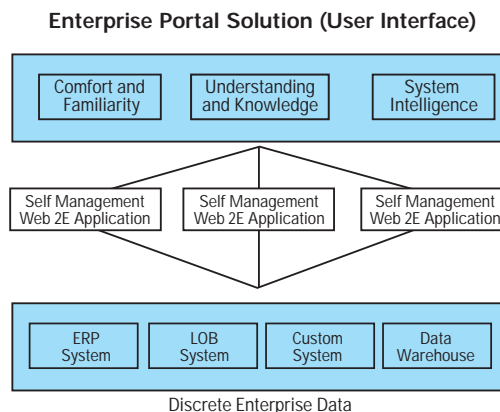 Enterprise Portal Solution (User Interface)
Comfort and
Familiarity
Understanding
and Knowledge
System
Intelligence
Self Management
Web 2E Application
Self Management
Web 2E Application
Self Management
Web 2E Application
ERP
System
LOB
System
Custom
System
Data
Warehouse
Discrete Enterprise Data